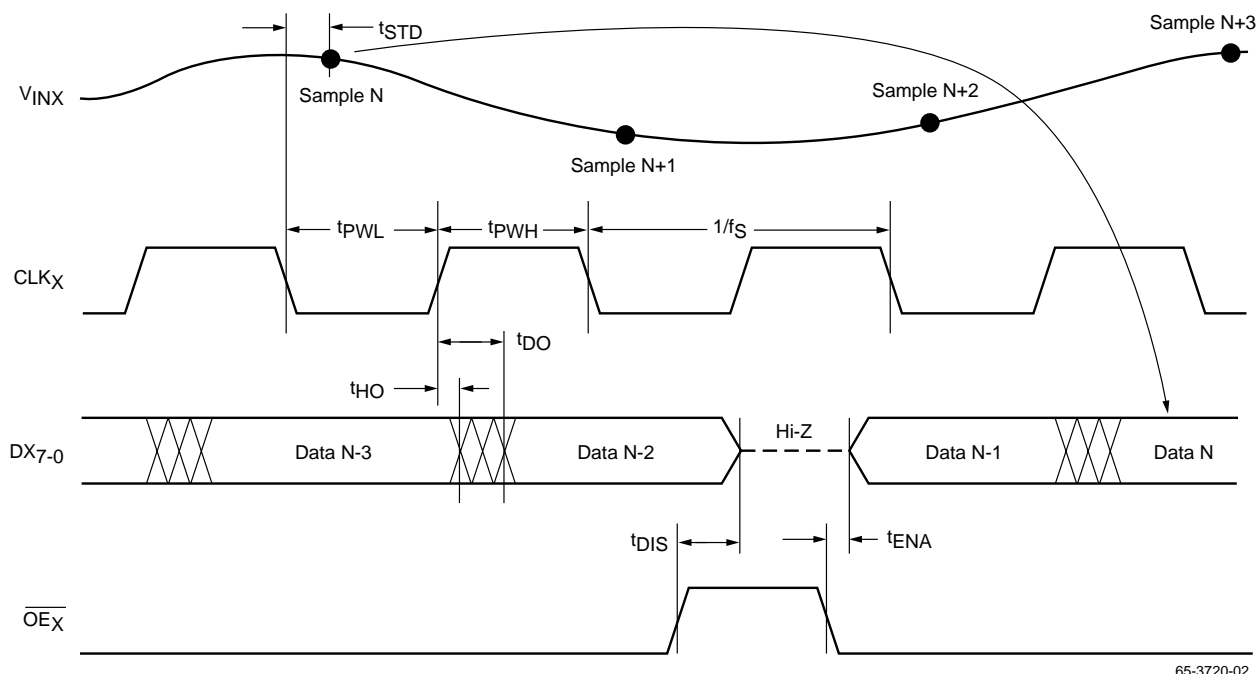 tSTD
Sample N+3
VINX
Sample N
Sample N+2
Sample N+1
tPWL
tPWH
1/fS
CLKX
tDO
tHO
DX7-0
Data N-3
Data N-2
Hi-Z
Data N-1
Data N
tDIS
tENA
OEX
65-3720-02